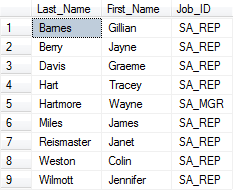 Last_Name First_Name Job_ID
1 Barnes Gillian SA_REP
2 Berry Jayne SA_REP
3 Davis Graeme SA_REP
4 Hart Tracey SA_REP
5 Hartmore Wayne SA_MGR
6 Miles James SA_REP
7 Reismaster Janet SA_REP
8 Weston Colin SA_REP
9 Wilmott Jennifer SA_REP